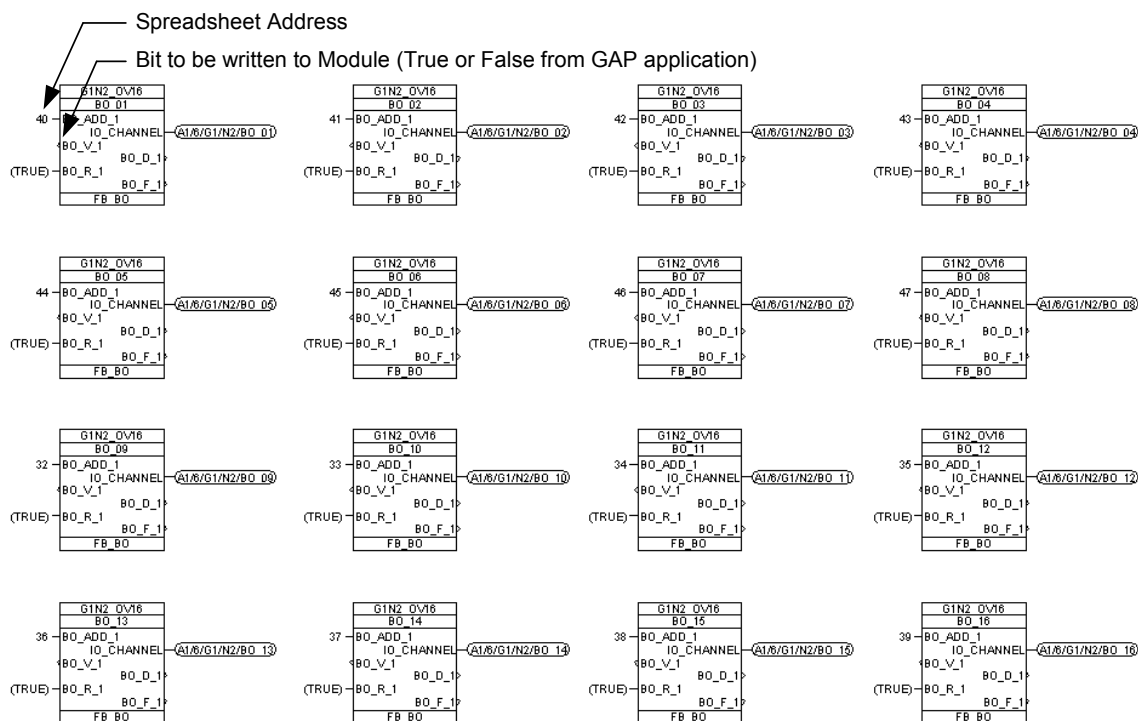 Spreadsheet Address
Bit to be written to Module (True or False from GAP application)
G1N2_OV16
BO_01
40
BO_ADD_1
IO_CHANNEL
A1/6/G1/N2/BO_01
BO_V_1
BO_D_1
(TRUE)
BO_R_1
BO_F_1
FB_BO
G1N2_OV16
BO_02
41
BO_ADD_1
IO_CHANNEL
A1/6/G1/N2/BO_02
BO_V_1
BO_D_1
(TRUE)
BO_R_1
BO_F_1
FB_BO
G1N2_OV16
BO_03
42
BO_ADD_1
IO_CHANNEL
A1/6/G1/N2/BO_03
BO_V_1
BO_D_1
(TRUE)
BO_R_1
BO_F_1
FB_BO
G1N2_OV16
BO_04
43
BO_ADD_1
IO_CHANNEL
A1/6/G1/N2/BO_04
BO_V_1
BO_D_1
(TRUE)
BO_R_1
BO_F_1
FB_BO
G1N2_OV16
BO_05
44
BO_ADD_1
IO_CHANNEL
A1/6/G1/N2/BO_05
BO_V_1
BO_D_1
(TRUE)
BO_R_1
BO_F_1
FB_BO
G1N2_OV16
BO_06
45
BO_ADD_1
IO_CHANNEL
A1/6/G1/N2/BO_06
BO_V_1
BO_D_1
(TRUE)
BO_R_1
BO_F_1
FB_BO
G1N2_OV16
BO_07
46
BO_ADD_1
IO_CHANNEL
A1/6/G1/N2/BO_07
BO_V_1
BO_D_1
(TRUE)
BO_R_1
BO_F_1
FB_BO
G1N2_OV16
BO_08
47
BO_ADD_1
IO_CHANNEL
A1/6/G1/N2/BO_08
BO_V_1
BO_D_1
(TRUE)
BO_R_1
BO_F_1
FB_BO
G1N2_OV16
BO_09
32
BO_ADD_1
IO_CHANNEL
A1/6/G1/N2/BO_09
BO_V_1
BO_D_1
(TRUE)
BO_R_1
BO_F_1
FB_BO
G1N2_OV16
BO_10
33
BO_ADD_1
IO_CHANNEL
A1/6/G1/N2/BO_10
BO_V_1
BO_D_1
(TRUE)
BO_R_1
BO_F_1
FB_BO
G1N2_OV16
BO_11
34
BO_ADD_1
IO_CHANNEL
A1/6/G1/N2/BO_11
BO_V_1
BO_D_1
(TRUE)
BO_R_1
BO_F_1
FB_BO
G1N2_OV16
BO_12
35
BO_ADD_1
IO_CHANNEL
A1/6/G1/N2/BO_12
BO_V_1
BO_D_1
(TRUE)
BO_R_1
BO_F_1
FB_BO
G1N2_OV16
BO_13
36
BO_ADD_1
IO_CHANNEL
A1/6/G1/N2/BO_13
BO_V_1
BO_D_1
(TRUE)
BO_R_1
BO_F_1
FB_BO
G1N2_OV16
BO_14
37
BO_ADD_1
IO_CHANNEL
A1/6/G1/N2/BO_14
BO_V_1
BO_D_1
(TRUE)
BO_R_1
BO_F_1
FB_BO
G1N2_OV16
BO_15
38
BO_ADD_1
IO_CHANNEL
A1/6/G1/N2/BO_15
BO_V_1
BO_D_1
(TRUE)
BO_R_1
BO_F_1
FB_BO
G1N2_OV16
BO_16
39
BO_ADD_1
IO_CHANNEL
A1/6/G1/N2/BO_16
BO_V_1
BO_D_1
(TRUE)
BO_R_1
BO_F_1
FB_BO